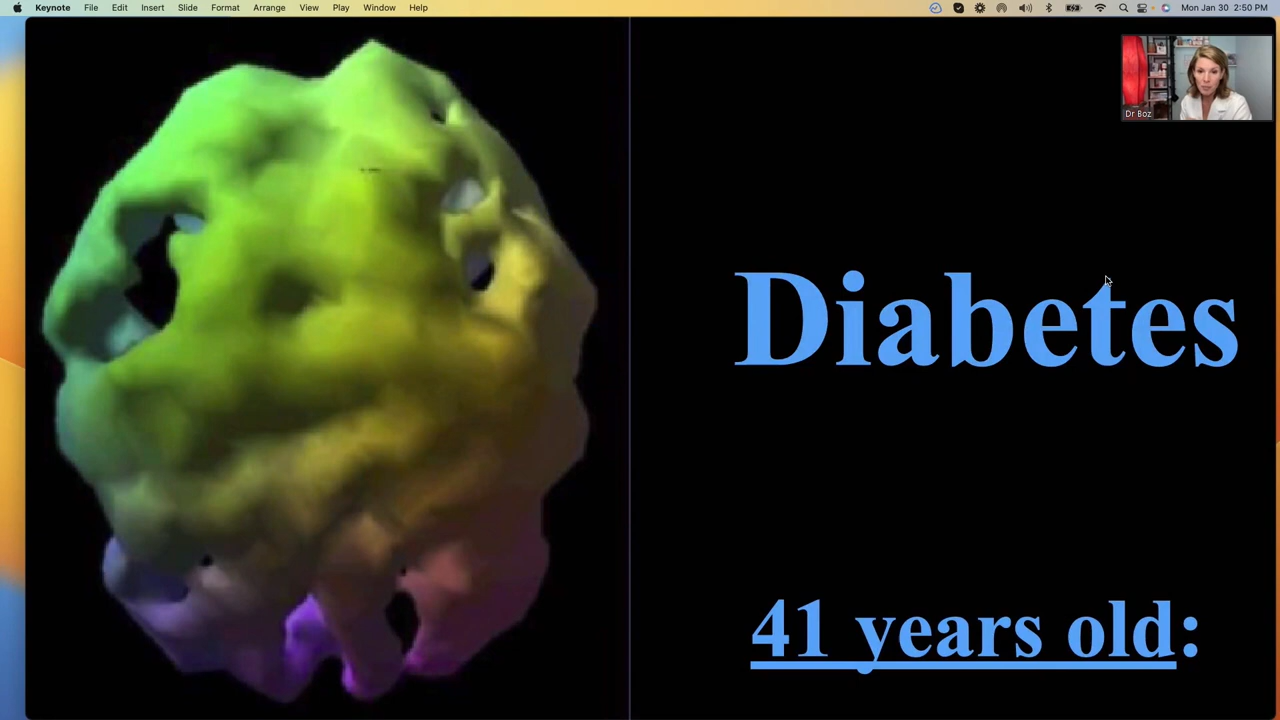 Keynote File Edit Insert Slide Format Arrange View Play Window Help Mon Jan 30 2:50 PM
Dr Boz
Diabetes
41 years old: